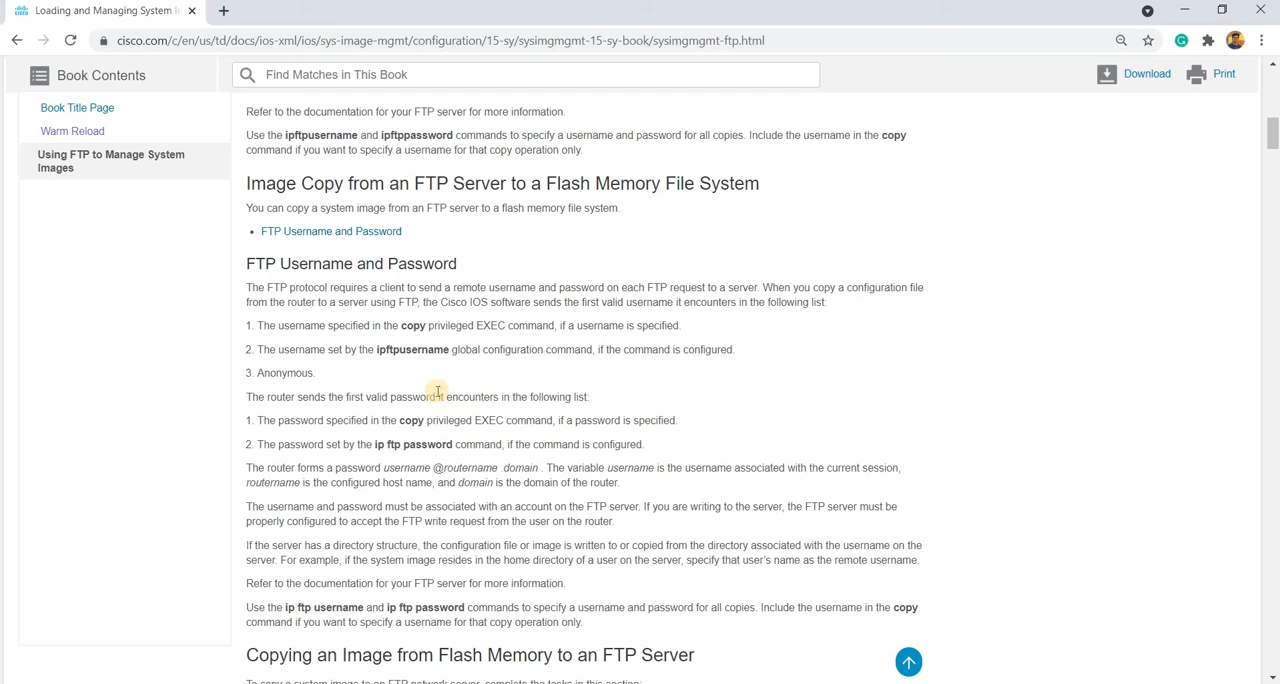 Loading and Managing System I
cisco.com/c/en/us/td/docs/ios-xml/ios/sys-image-mgmt/configuration/15-sy/sysimgmgmt-15-sy-book/sysimgmgmt-ftp.html
Book Contents
Find Matches in This Book
Download
Print
Book Title Page
Warm Reload
Using FTP to Manage System
Images
Refer to the documentation for your FTP server for more information.
Use the ipftpusername and ipftppassword commands to specify a username and password for all copies. Include the username in the copy
command if you want to specify a username for that copy operation only.
Image Copy from an FTP Server to a Flash Memory File System
You can copy a system image from an FTP server to a flash memory file system.
• FTP Username and Password
FTP Username and Password
The FTP protocol requires a client to send a remote username and password on each FTP request to a server. When you copy a configuration file
from the router to a server using FTP, the Cisco IOS software sends the first valid username it encounters in the following list:
1. The username specified in the copy privileged EXEC command, if a username is specified.
2. The username set by the ipftpusername global configuration command, if the command is configured.
3. Anonymous.
The router sends the first valid password it encounters in the following list:
1. The password specified in the copy privileged EXEC command, if a password is specified.
2. The password set by the ip ftp password command, if the command is configured.
The router forms a password username @routername .domain . The variable username is the username associated with the current session,
routername is the configured host name, and domain is the domain of the router.
The username and password must be associated with an account on the FTP server. If you are writing to the server, the FTP server must be
properly configured to accept the FTP write request from the user on the router.
If the server has a directory structure, the configuration file or image is written to or copied from the directory associated with the username on the
server. For example, if the system image resides in the home directory of a user on the server, specify that user's name as the remote username.
Refer to the documentation for your FTP server for more information.
Use the ip ftp username and ip ftp password commands to specify a username and password for all copies. Include the username in the copy
command if you want to specify a username for that copy operation only.
Copying an Image from Flash Memory to an FTP Server
To copy a system image to an FTP network server, complete the tasks in this section: